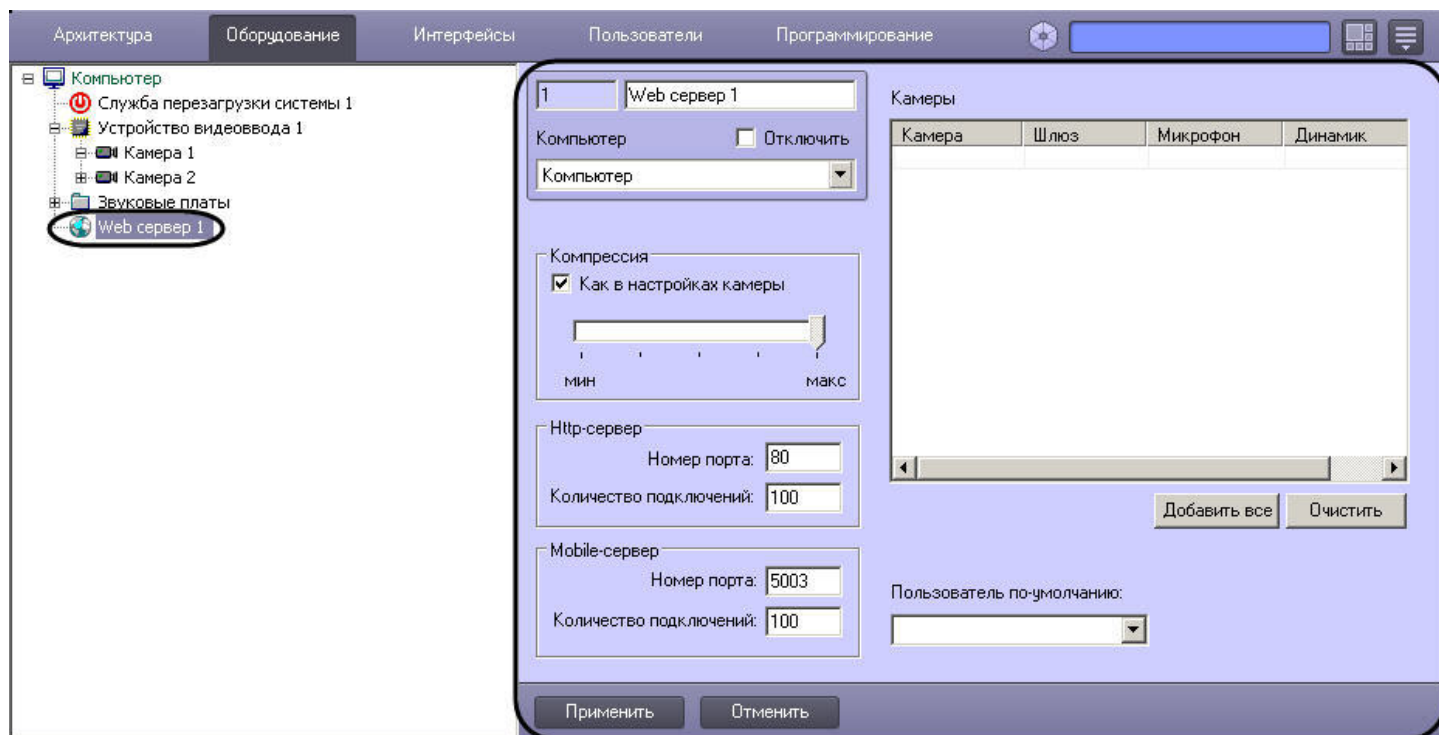 Архитектура Оборудование Интерфейсы Пользователи Программирование
Компьютер
Служба перезагрузки системы 1
Устройство видеоввода 1
Камера 1
Камера 2
Звуковые платы
Web сервер 1
1 Web сервер 1
Компьютер Отключить
Компьютер
Компрессия
Как в настройках камеры
мин макс
Http-сервер
Номер порта: 80
Количество подключений: 100
Mobile-сервер
Номер порта: 5003
Количество подключений: 100
Камеры
Камера Шлюз Микрофон Динамик
Добавить все Очистить
Пользователь по-умолчанию:
Применить Отменить